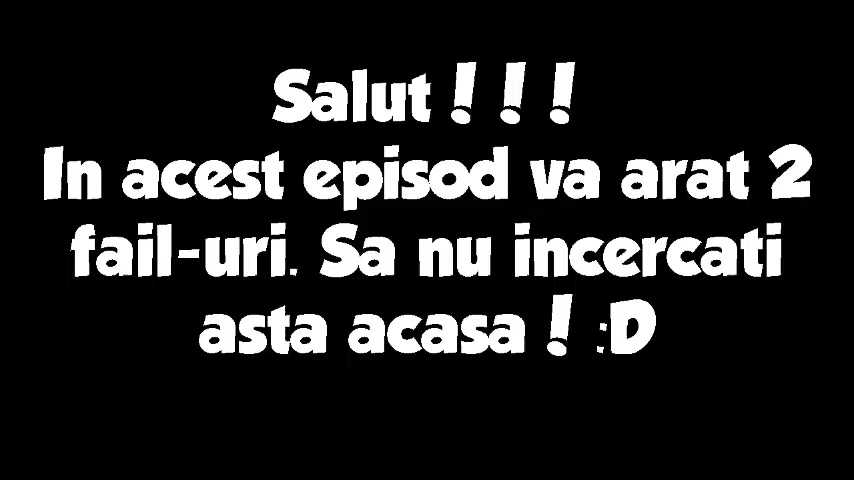 Salut!!!
In acest episod va arat 2
fail-uri. Sa nu incercati
asta acasa! :D